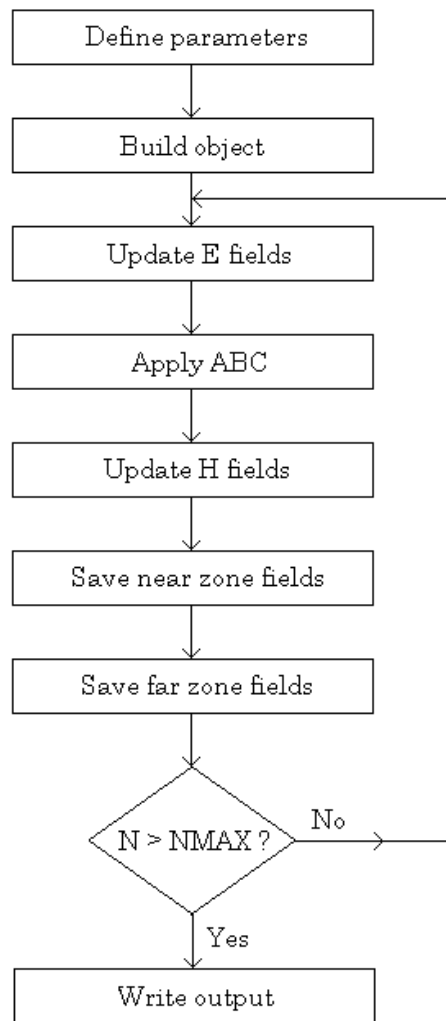 Define parameters
Build object
Update E fields
Apply ABC
Update H fields
Save near zone fields
Save far zone fields
N > NMAX ?
No
Yes
Write output